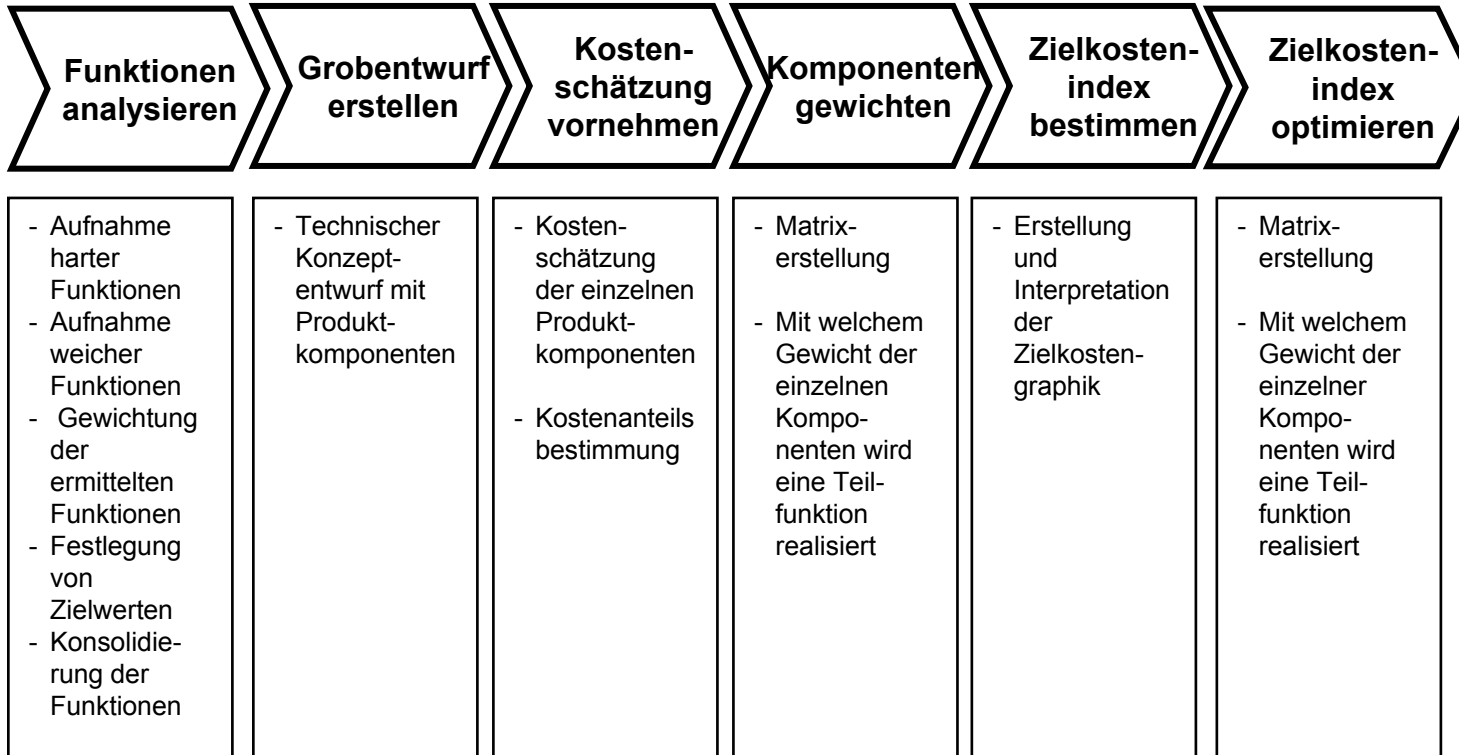 Funktionen
analysieren
Grobentwurf
erstellen
Kosten-
schätzung
vornehmen
Komponenten
gewichten
Zielkosten-
index
bestimmen
Zielkosten-
index
optimieren
- Aufnahme
harter
Funktionen
- Aufnahme
weicher
Funktionen
- Gewichtung
der
ermittelten
Funktionen
- Festlegung
von
Zielwerten
- Konsolidie-
rung der
Funktionen
- Technischer
Konzept-
entwurf mit
Produkt-
komponenten
- Kosten-
schätzung
der einzelnen
Produkt-
komponenten
- Kostenanteils
bestimmung
- Matrix-
erstellung
- Mit welchem
Gewicht der
einzelnen
Kompo-
nenten wird
eine Teil-
funktion
realisiert
- Erstellung
und
Interpretation
der
Zielkosten-
graphik
- Matrix-
erstellung
- Mit welchem
Gewicht der
einzelner
Kompo-
nenten wird
eine Teil-
funktion
realisiert